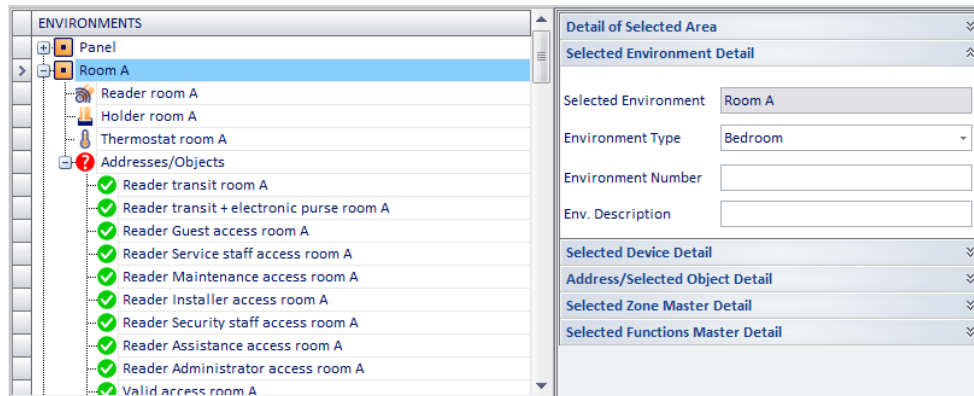 ENVIRONMENTS
Panel
Room A
Reader room A
Holder room A
Thermostat room A
Addresses/Objects
Reader transit room A
Reader transit + electronic purse room A
Reader Guest access room A
Reader Service staff access room A
Reader Maintenance access room A
Reader Installer access room A
Reader Security staff access room A
Reader Assistance access room A
Reader Administrator access room A
Valid access room A
Detail of Selected Area
Selected Environment Detail
Selected Environment Room A
Environment Type Bedroom
Environment Number
Env. Description
Selected Device Detail
Address/Selected Object Detail
Selected Zone Master Detail
Selected Functions Master Detail